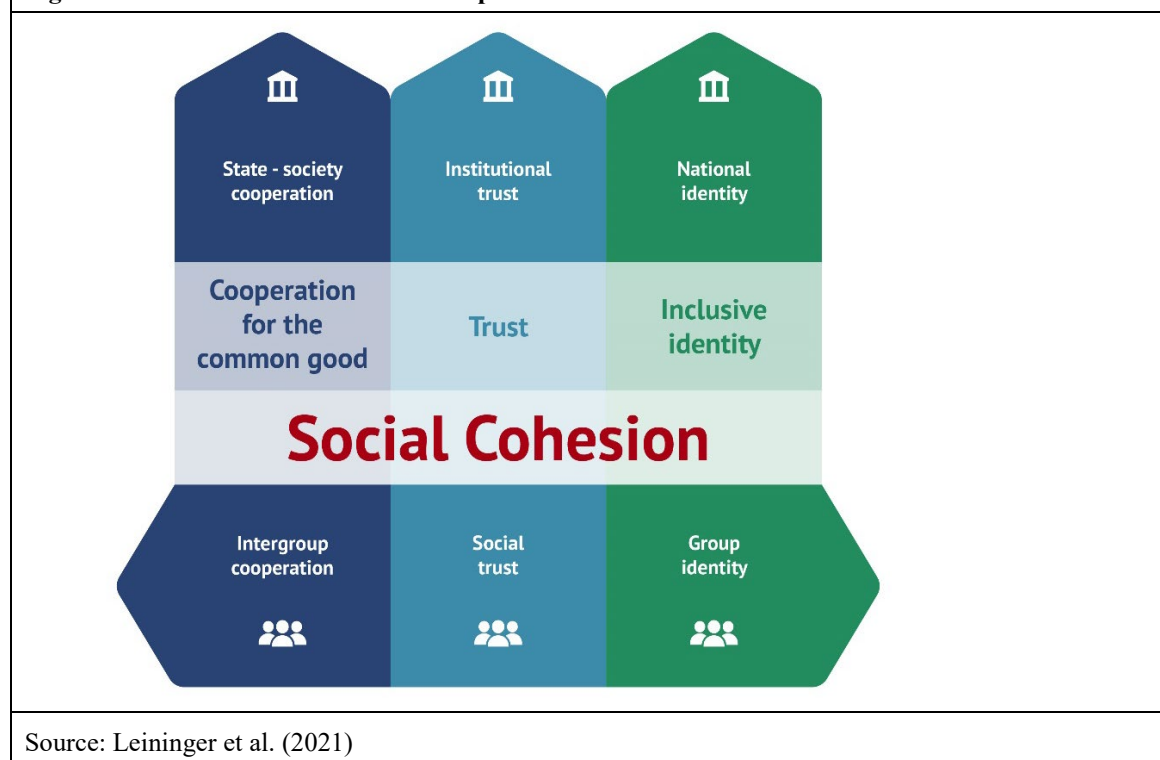 State - society
cooperation
Institutional
trust
National
identity
Cooperation
for the
common good
Trust
Inclusive
identity
Social Cohesion
Intergroup
cooperation
Social
trust
Group
identity
Source: Leininger et al. (2021)